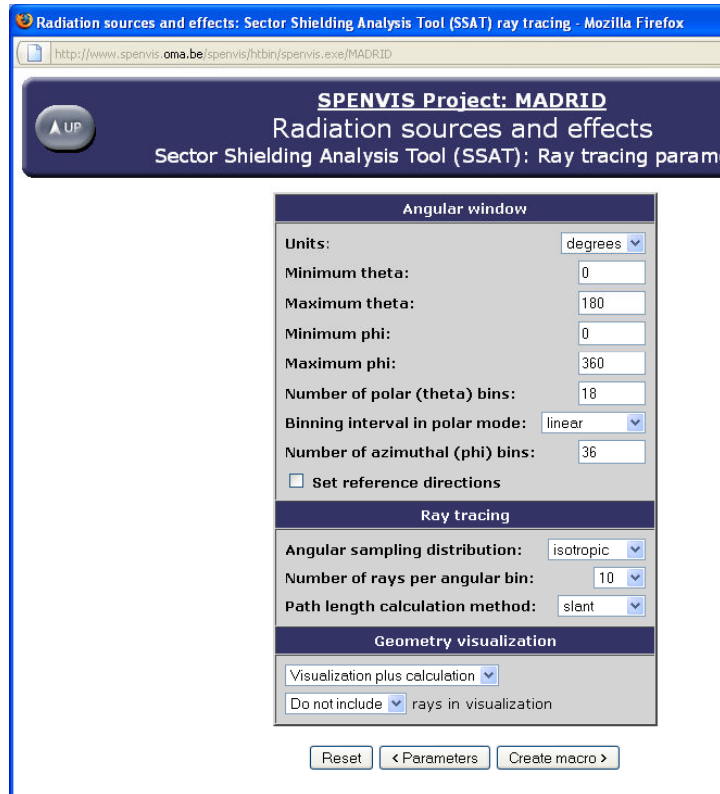 Radiation sources and effects: Sector Shielding Analysis Tool (SSAT) ray tracing - Mozilla Firefox
http://www.spenvis.oma.be/spenvis/htbin/spenvis.exe/MADRID
SPENVIS Project: MADRID
UP
Radiation sources and effects
Sector Shielding Analysis Tool (SSAT): Ray tracing param
Angular window
Units: degrees
Minimum theta: 0
Maximum theta: 180
Minimum phi: 0
Maximum phi: 360
Number of polar (theta) bins: 18
Binning interval in polar mode: linear
Number of azimuthal (phi) bins: 36
Set reference directions
Ray tracing
Angular sampling distribution: isotropic
Number of rays per angular bin: 10
Path length calculation method: slant
Geometry visualization
Visualization plus calculation
Do not include rays in visualization
Reset < Parameters Create macro >